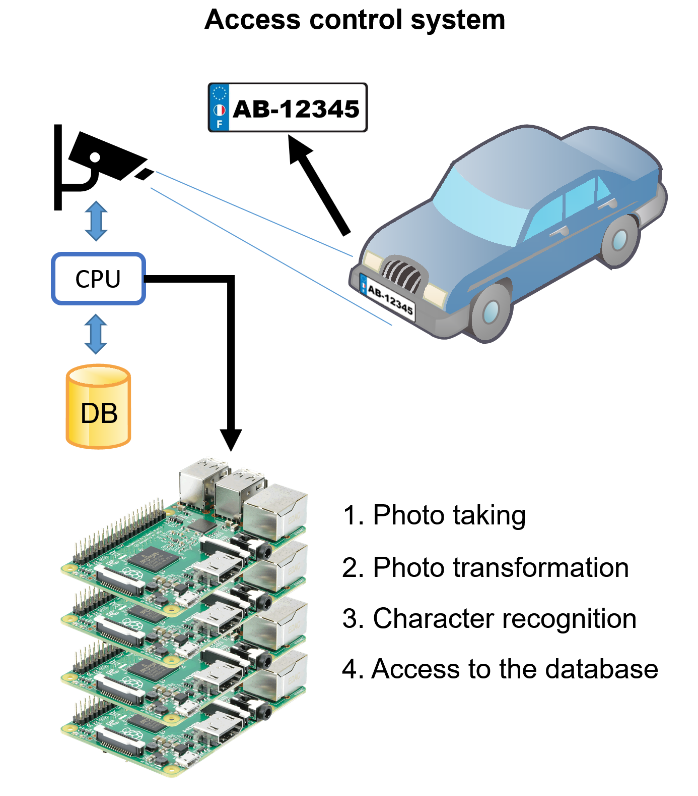 Access control system
F
AB-12345
CPU
AB-12345
DB
1. Photo taking
2. Photo transformation
3. Character recognition
4. Access to the database